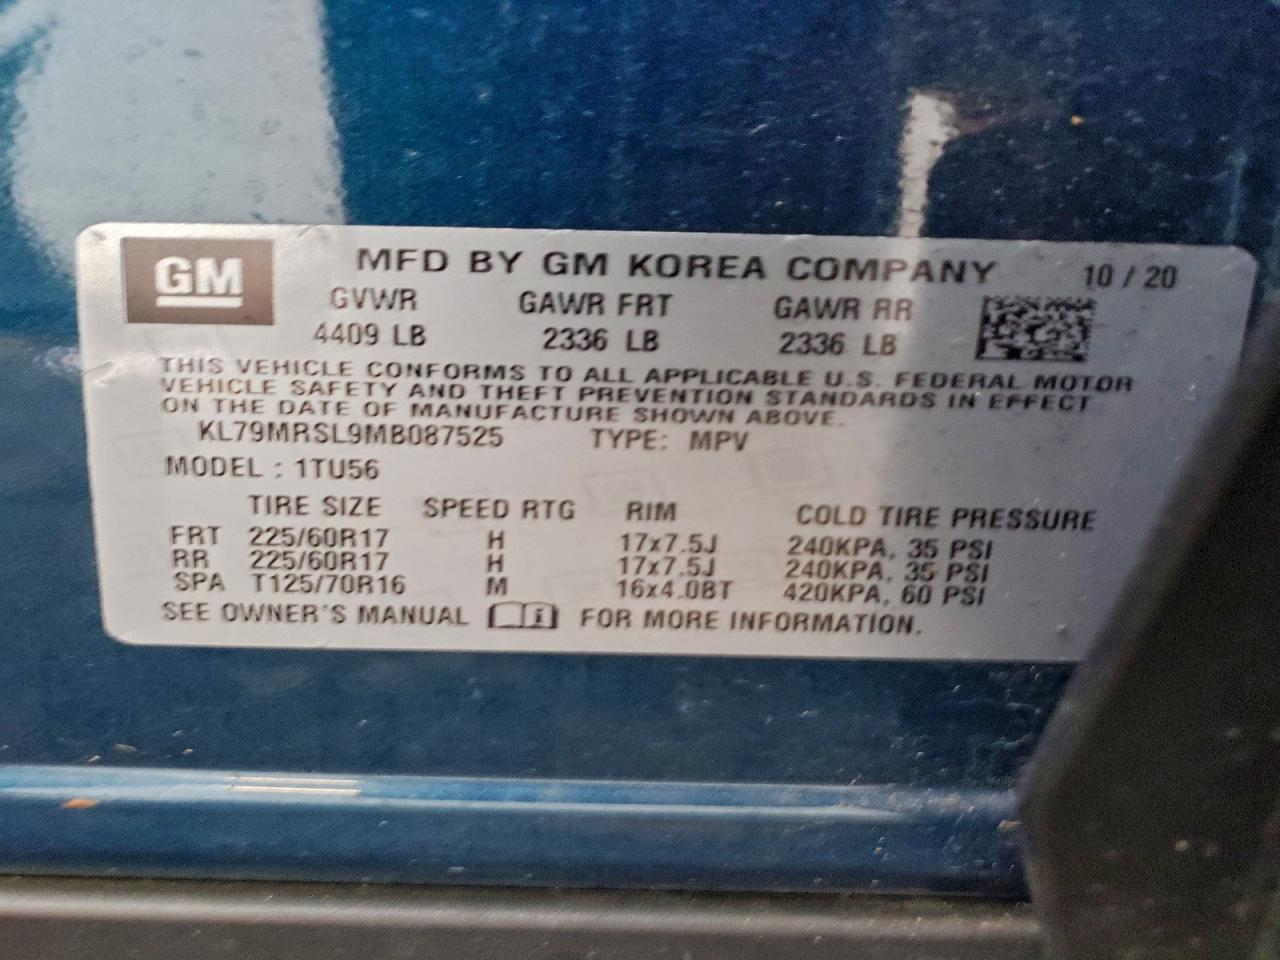 GM
MFD BY GM KOREA COMPANY 10 / 20
GVWR GAWR FRT GAWR RR
4409 LB 2336 LB 2336 LB
THIS VEHICLE CONFORMS TO ALL APPLICABLE U.S. FEDERAL MOTOR
VEHICLE SAFETY AND THEFT PREVENTION STANDARDS IN EFFECT
ON THE DATE OF MANUFACTURE SHOWN ABOVE.
KL79MRSL9MB087525 TYPE: MPV
MODEL : 1TU56
TIRE SIZE SPEED RTG RIM COLD TIRE PRESSURE
FRT 225/60R17 H 17x7.5J 240KPA, 35 PSI
RR 225/60R17 H 17x7.5J 240KPA, 35 PSI
SPA T125/70R16 M 16x4.0BT 420KPA, 60 PSI
SEE OWNER'S MANUAL i FOR MORE INFORMATION.